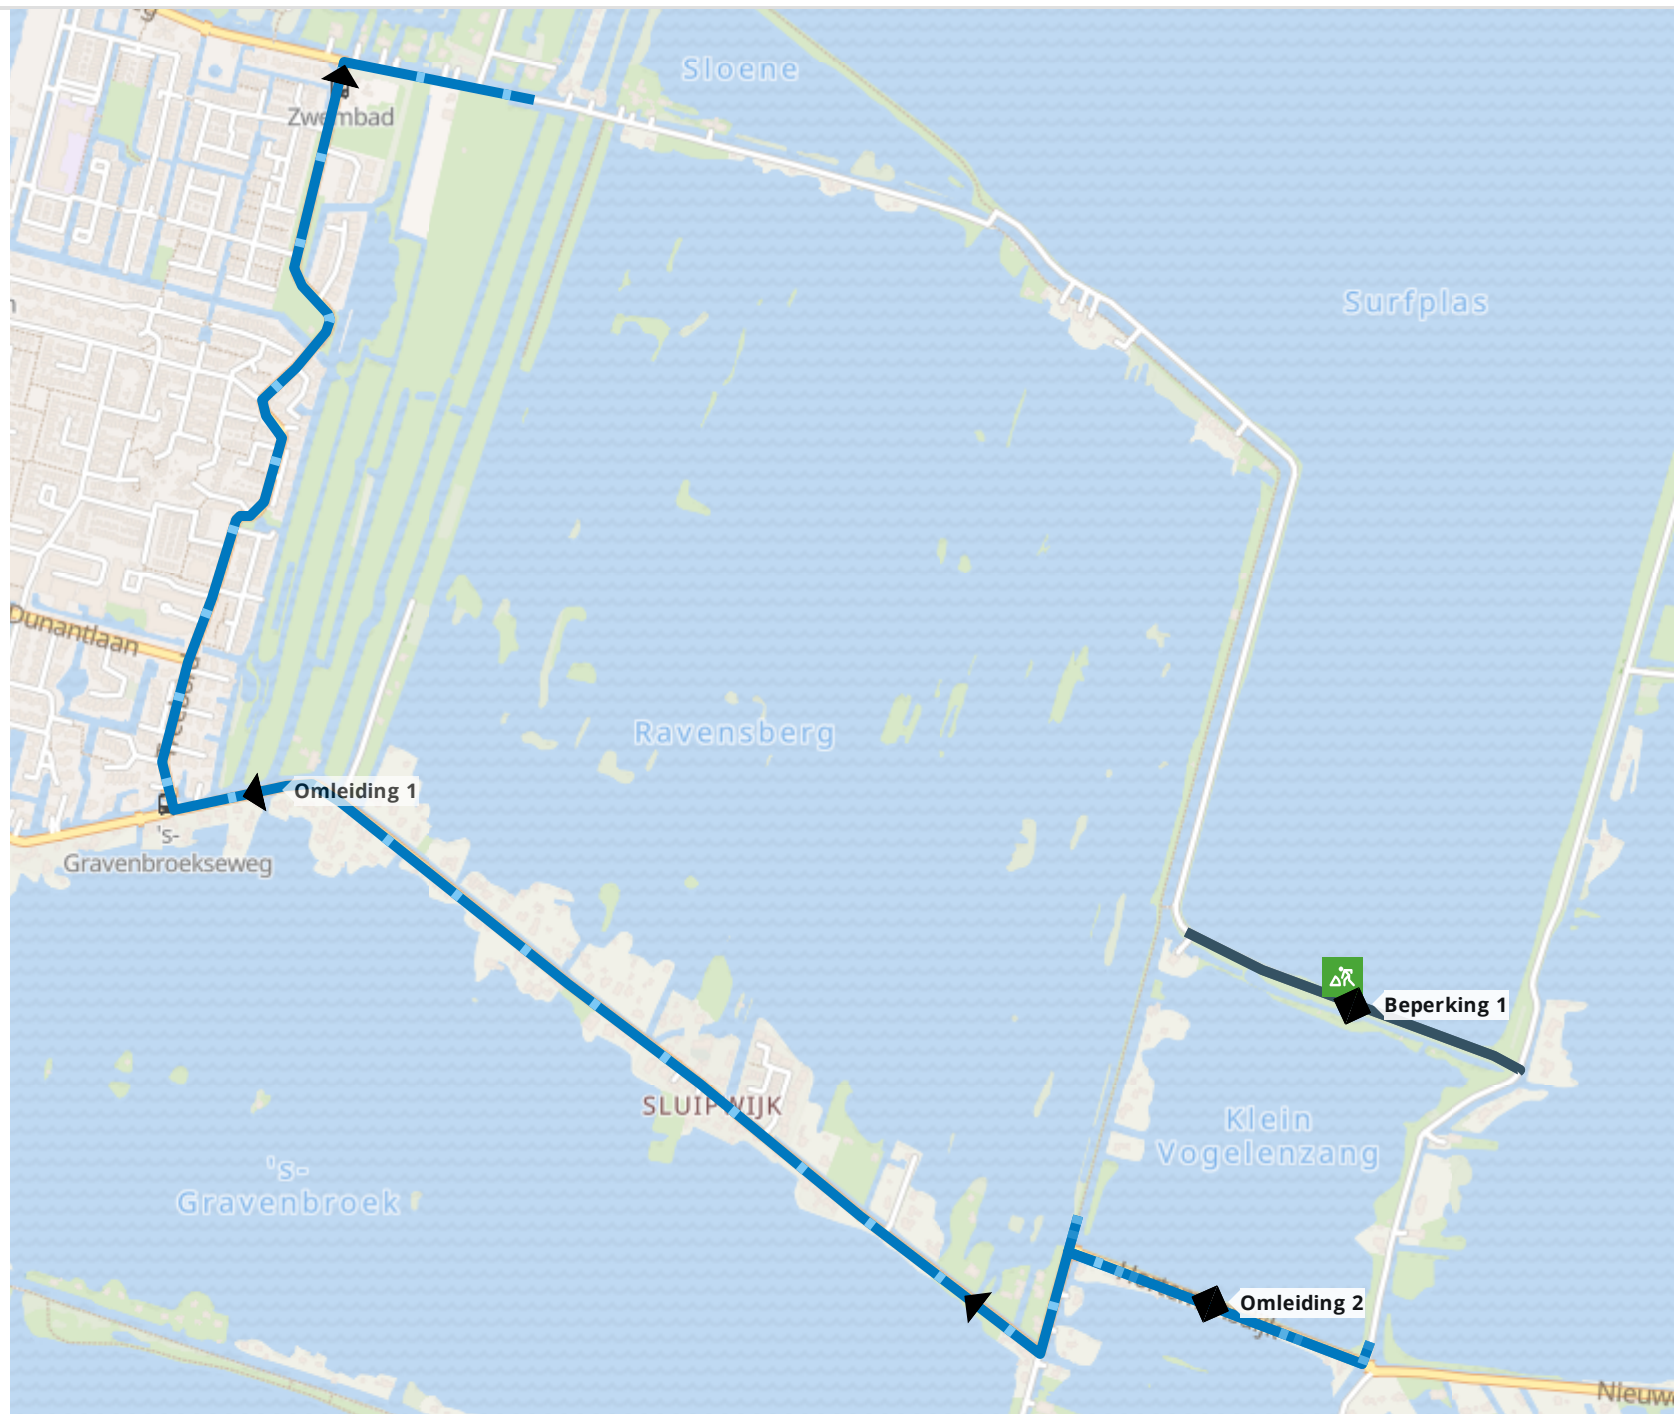 Sloene
Zwembad
Surfplas
Dunantlaan
Ravensberg
Omleiding 1
's-
Gravenbroekseweg
Beperking 1
SLUIPWIJK
Klein
Vogelenzang
's-
Gravenbroek
Omleiding 2
Nieuw